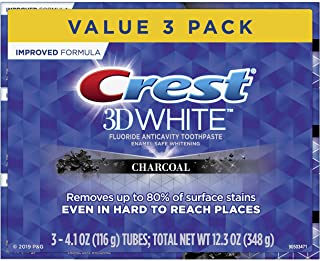 VALUE 3 PACK
IMPROVED FORMULA
Crest
3D WHITE™
FLUORIDE ANTICAVITY TOOTHPASTE
ENAMEL-SAFE WHITENING
CHARCOAL
Removes up to 80% of surface stains
EVEN IN HARD TO REACH PLACES
© 2019 P&G
3 – 4.1 OZ (116 g) TUBES; TOTAL NET WT 12.3 OZ (348 g)
90503471